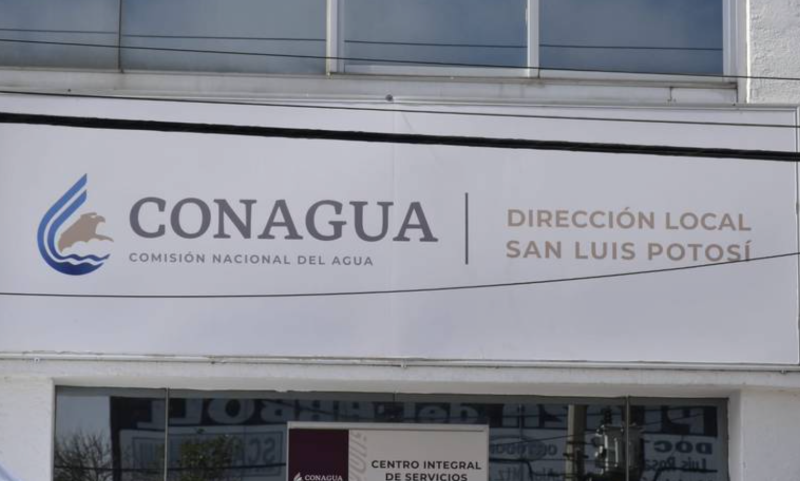 CONAGUA
COMISIÓN NACIONAL DEL AGUA
DIRECCIÓN LOCAL
SAN LUIS POTOSÍ
CONAGUA
CENTRO INTEGRAL
DE SERVICIOS